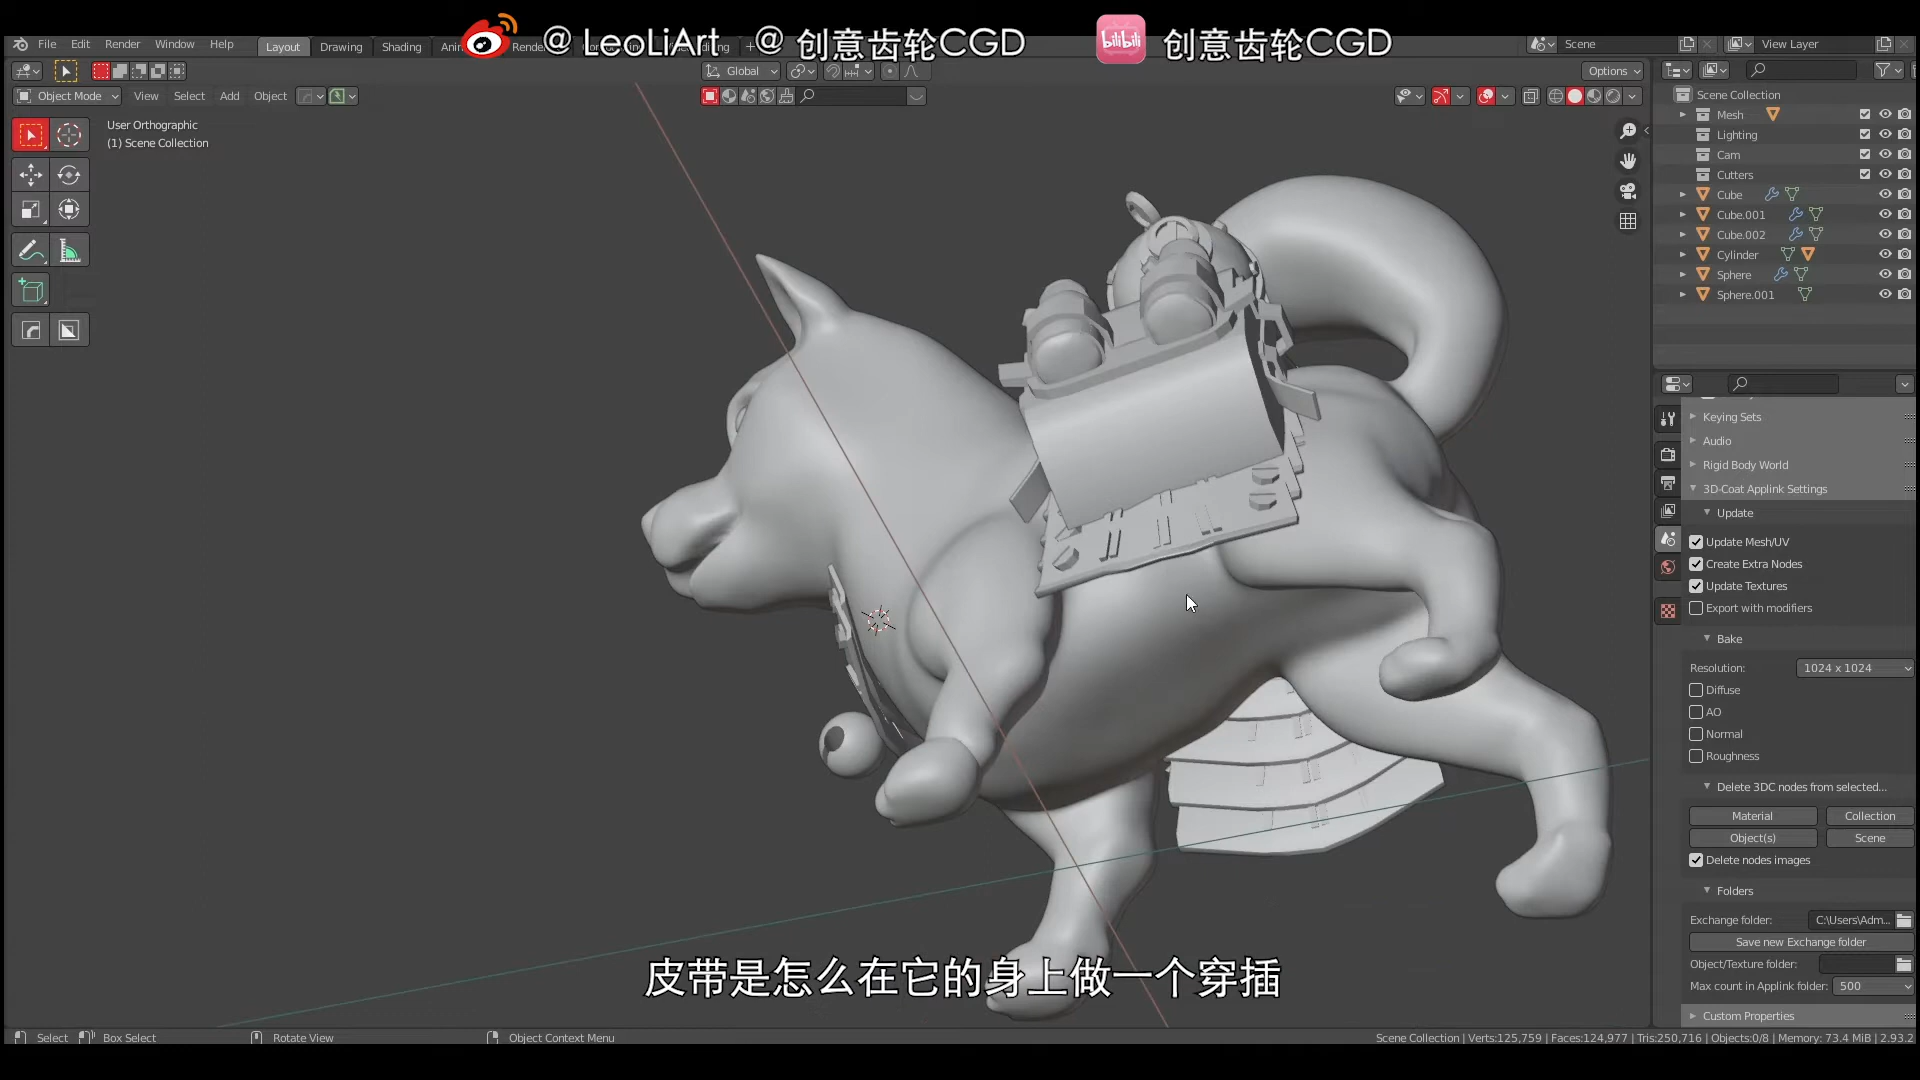 @ LeoLiArt @ 创意齿轮CGD
bilibili 创意齿轮CGD
File Edit Render Window Help
Layout Drawing Shading
Scene
View Layer
Global
Options
Object Mode View Select Add Object
User Orthographic
(1) Scene Collection
Scene Collection
Mesh
Lighting
Cam
Cutters
Cube
Cube.001
Cube.002
Cylinder
Sphere
Sphere.001
Keying Sets
Audio
Rigid Body World
3D-Coat Applink Settings
Update
Update Mesh/UV
Create Extra Nodes
Update Textures
Export with modifiers
Bake
Resolution: 1024 x 1024
Diffuse
AO
Normal
Roughness
Delete 3DC nodes from selected...
Material Collection
Object(s) Scene
Delete nodes images
Folders
Exchange folder: C:\Users\Adm...
Save new Exchange folder
Object/Texture folder:
Max count in Applink folder: 500
Custom Properties
皮带是怎么在它的身上做一个穿插
Select Box Select Rotate View Object Context Menu
Scene Collection | Verts:125,759 | Faces:124,977 | Tris:250,716 | Objects:0/8 | Memory: 73.4 MiB | 2.93.2